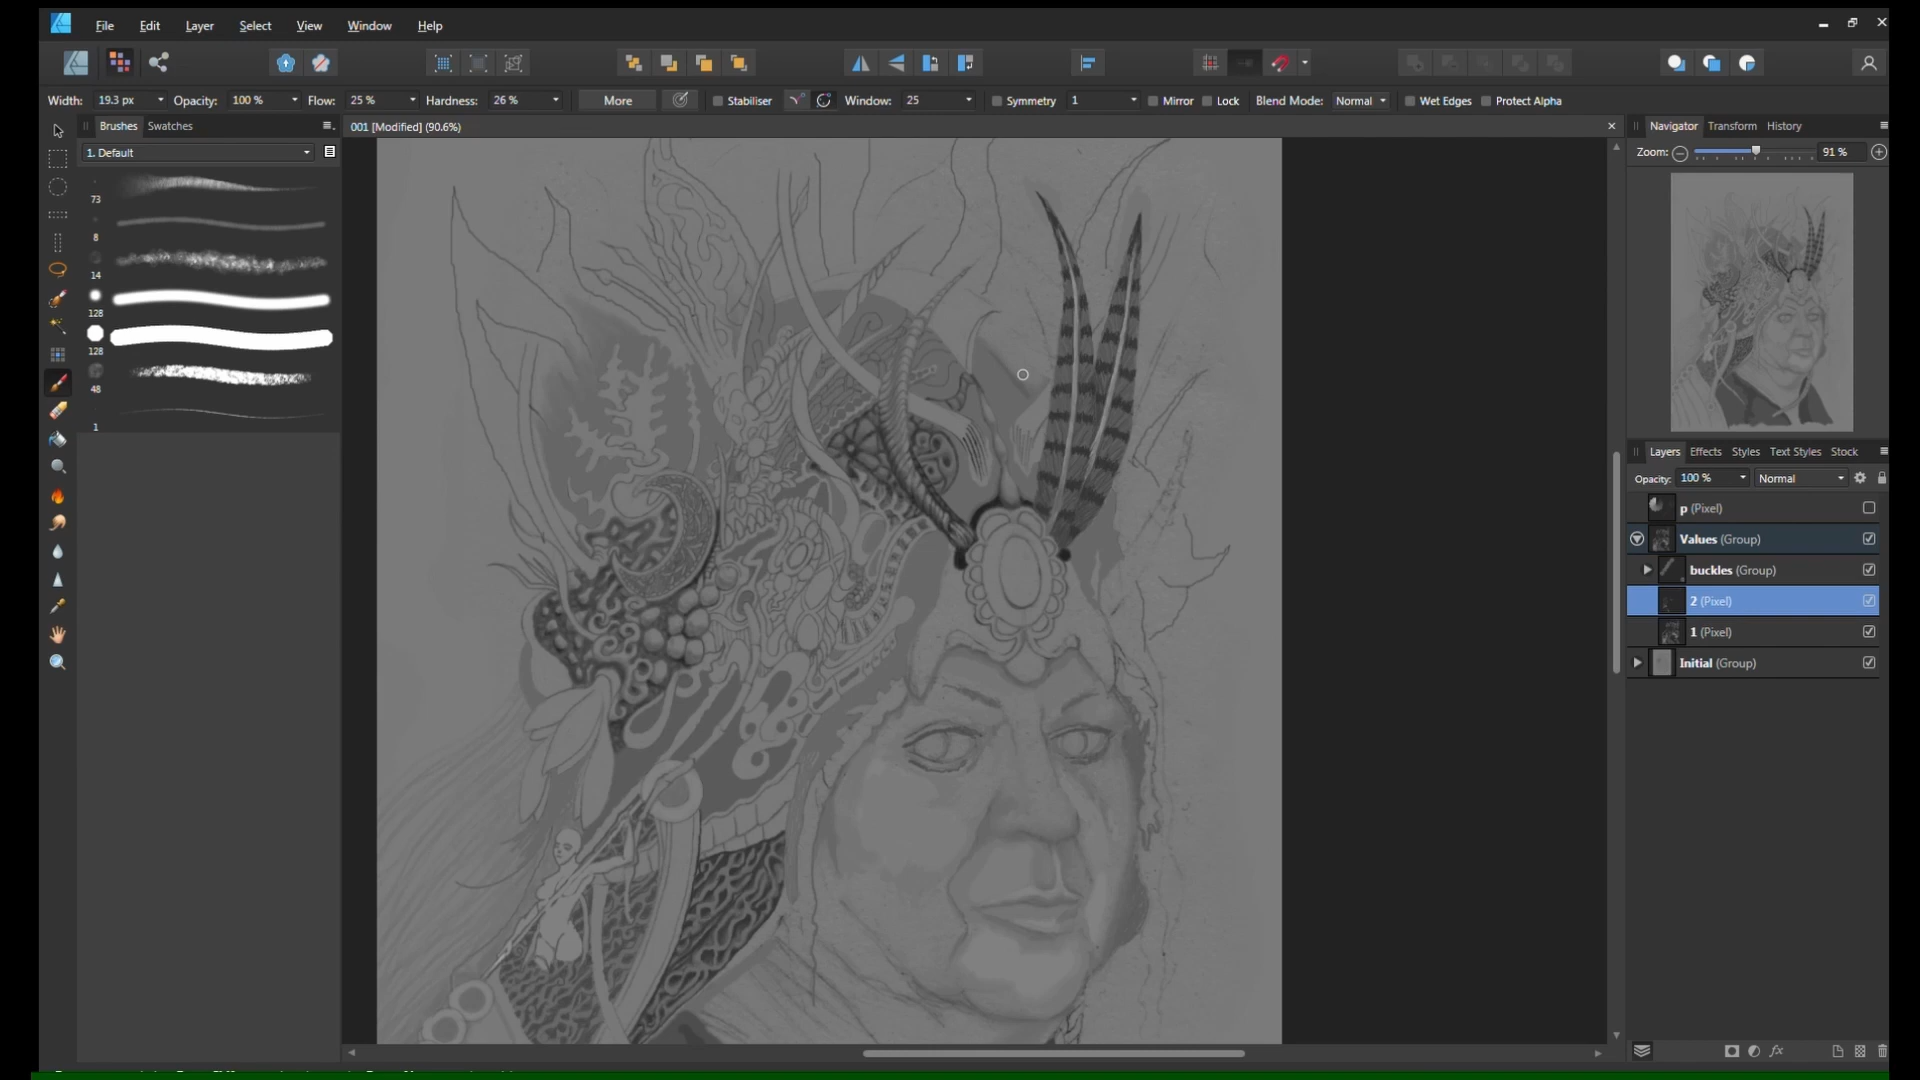 File Edit Layer Select View Window Help
Width: 19.3 px Opacity: 100 % Flow: 25 % Hardness: 26 % More Stabiliser Window: 25 Symmetry 1 Mirror Lock Blend Mode: Normal Wet Edges Protect Alpha
Brushes Swatches
001 [Modified] (90.6%)
Navigator Transform History
1. Default
Zoom: 91 %
73
8
14
128
128
48
1
Layers Effects Styles Text Styles Stock
Opacity: 100 % Normal
p (Pixel)
Values (Group)
buckles (Group)
2 (Pixel)
1 (Pixel)
Initial (Group)
fx